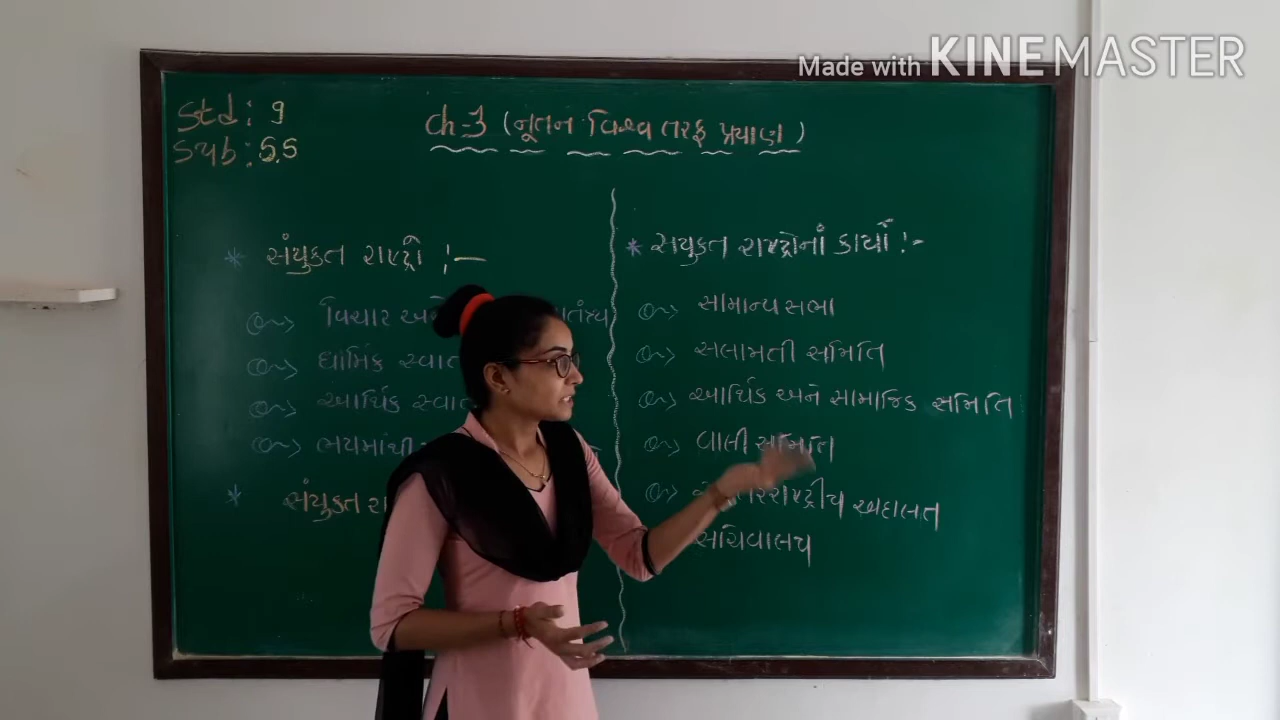 Made with KINEMASTER
Std: 9
Sub: S.S
Ch-3 (નૂતન વિશ્વ તરફ પ્રયાણ)
* સંયુક્ત રાષ્ટ્રો :-
વિચાર
ધાર્મિક
આર્થિક
ભયમાંથી
* સંયુક્ત
* સયુક્ત રાષ્ટ્રોનાં કાર્યો :-
સામાન્ય સભા
સલામતી સમિતિ
આર્થિક અને સામાજિક સમિતિ
વાલી સમિતિ
અદાલત
સચિવાલય